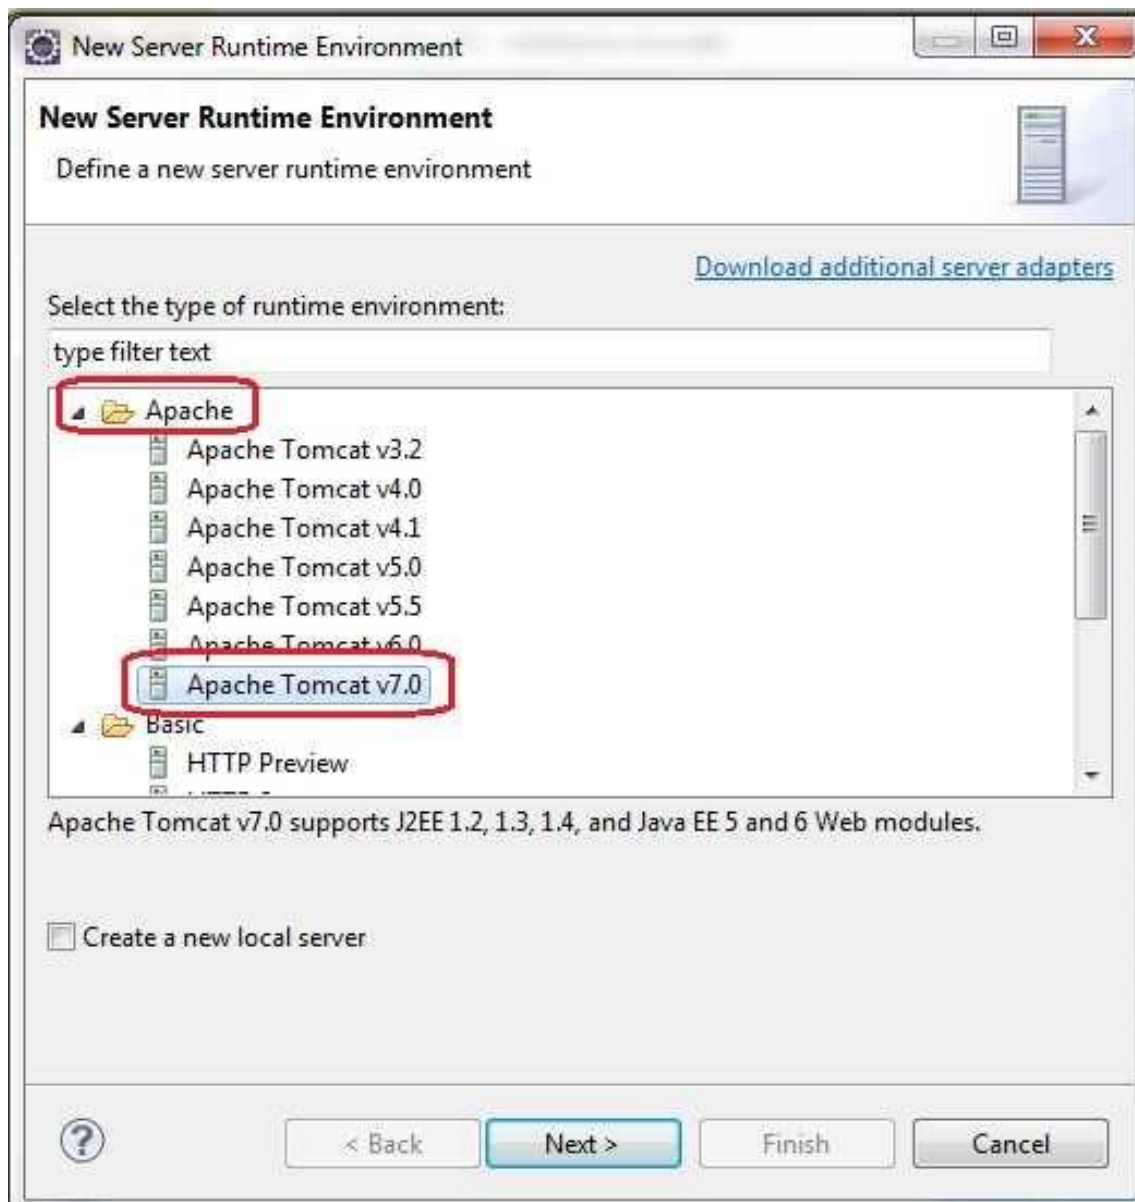 New Server Runtime Environment
New Server Runtime Environment
Define a new server runtime environment
Download additional server adapters
Select the type of runtime environment:
type filter text
Apache
Apache Tomcat v3.2
Apache Tomcat v4.0
Apache Tomcat v4.1
Apache Tomcat v5.0
Apache Tomcat v5.5
Apache Tomcat v6.0
Apache Tomcat v7.0
Basic
HTTP Preview
Apache Tomcat v7.0 supports J2EE 1.2, 1.3, 1.4, and Java EE 5 and 6 Web modules.
Create a new local server
? < Back Next > Finish Cancel